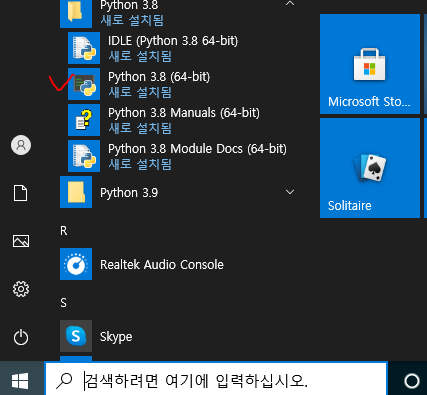 Python 3.8
새로 설치됨
IDLE (Python 3.8 64-bit)
새로 설치됨
Python 3.8 (64-bit)
새로 설치됨
Python 3.8 Manuals (64-bit)
새로 설치됨
Python 3.8 Module Docs (64-bit)
새로 설치됨
Python 3.9
R
Realtek Audio Console
S
Skype
Microsoft Sto...
Solitaire
검색하려면 여기에 입력하십시오.